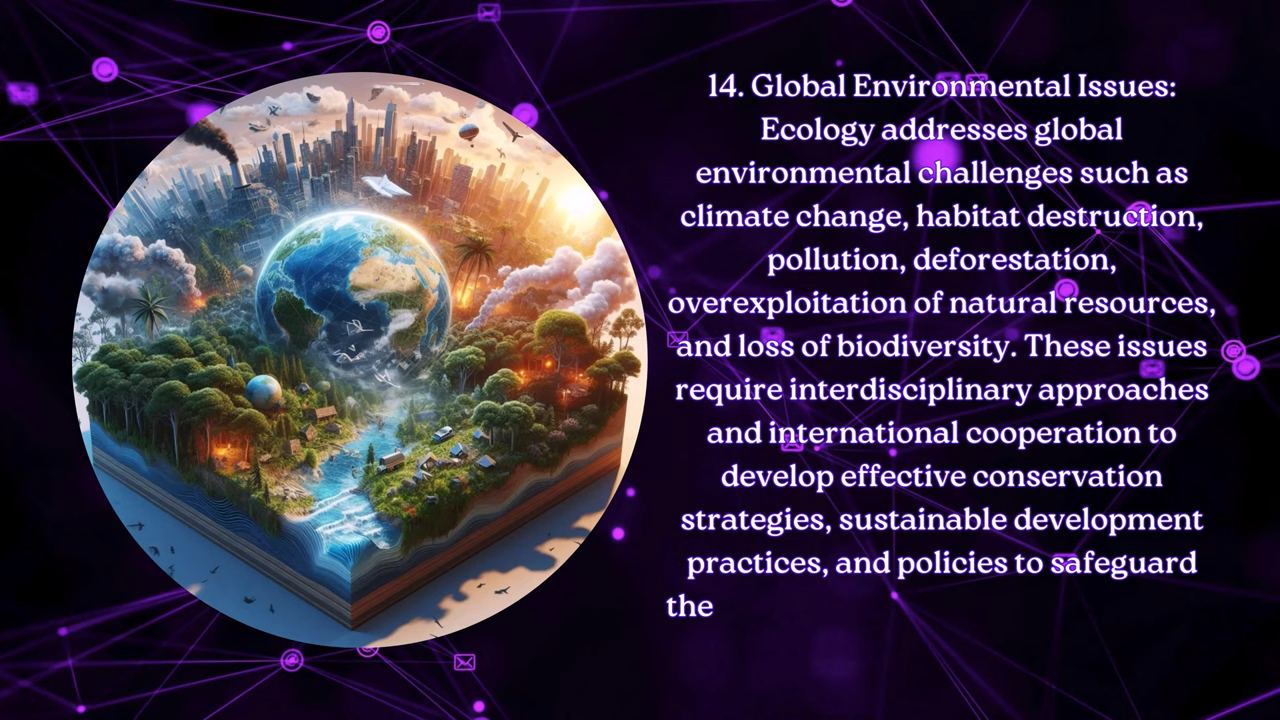 14. Global Environmental Issues:
Ecology addresses global
environmental challenges such as
climate change, habitat destruction,
pollution, deforestation,
overexploitation of natural resources,
and loss of biodiversity. These issues
require interdisciplinary approaches
and international cooperation to
develop effective conservation
strategies, sustainable development
practices, and policies to safeguard
the